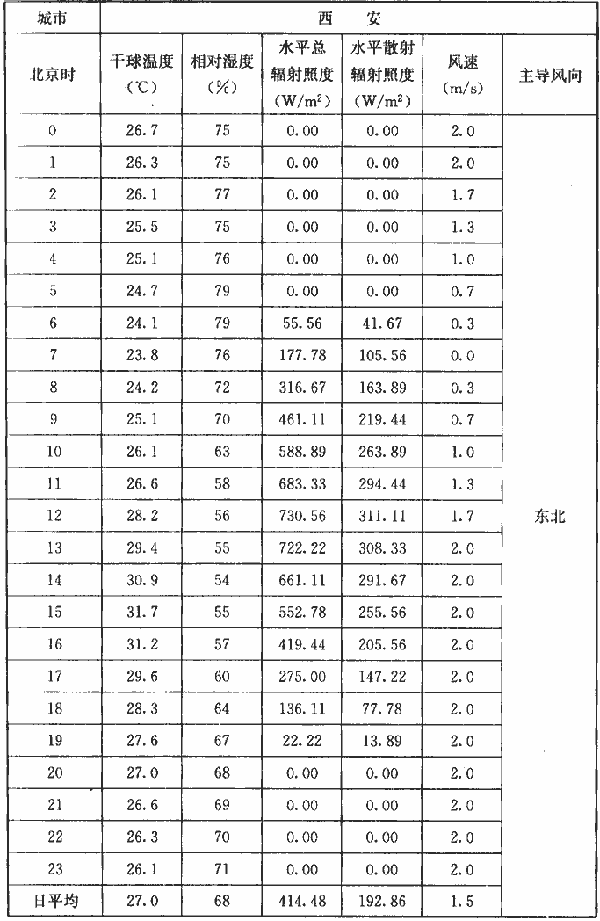 城市 西 安
北京时 干球温度(℃) 相对湿度(%) 水平总辐射照度(W/m²) 水平散射辐射照度(W/m²) 风速(m/s) 主导风向
0 26.7 75 0.00 0.00 2.0
1 26.3 75 0.00 0.00 2.0
2 26.1 77 0.00 0.00 1.7
3 25.5 75 0.00 0.00 1.3
4 25.1 76 0.00 0.00 1.0
5 24.7 79 0.00 0.00 0.7
6 24.1 79 55.56 41.67 0.3
7 23.8 76 177.78 105.56 0.0
8 24.2 72 316.67 163.89 0.3
9 25.1 70 461.11 219.44 0.7
10 26.1 63 588.89 263.89 1.0
11 26.6 58 683.33 294.44 1.3
12 28.2 56 730.56 311.11 1.7 东北
13 29.4 55 722.22 308.33 2.0
14 30.9 54 661.11 291.67 2.0
15 31.7 55 552.78 255.56 2.0
16 31.2 57 419.44 205.56 2.0
17 29.6 60 275.00 147.22 2.0
18 28.3 64 136.11 77.78 2.0
19 27.6 67 22.22 13.89 2.0
20 27.0 68 0.00 0.00 2.0
21 26.6 69 0.00 0.00 2.0
22 26.3 70 0.00 0.00 2.0
23 26.1 71 0.00 0.00 2.0
日平均 27.0 68 414.48 192.86 1.5